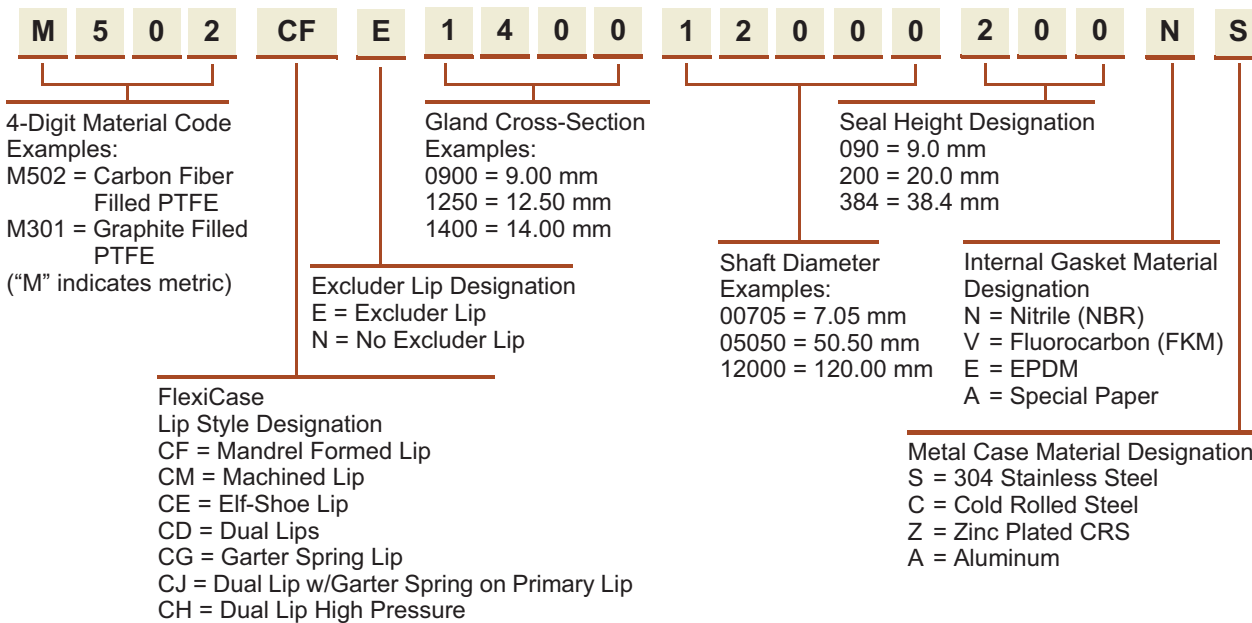 M 5 0 2 CF E 1 4 0 0 1 2 0 0 0 2 0 0 N S
4-Digit Material Code
Examples:
M502 = Carbon Fiber
Filled PTFE
M301 = Graphite Filled
PTFE
(“M” indicates metric)
Gland Cross-Section
Examples:
0900 = 9.00 mm
1250 = 12.50 mm
1400 = 14.00 mm
Seal Height Designation
090 = 9.0 mm
200 = 20.0 mm
384 = 38.4 mm
Excluder Lip Designation
E = Excluder Lip
N = No Excluder Lip
Shaft Diameter
Examples:
00705 = 7.05 mm
05050 = 50.50 mm
12000 = 120.00 mm
Internal Gasket Material
Designation
N = Nitrile (NBR)
V = Fluorocarbon (FKM)
E = EPDM
A = Special Paper
FlexiCase
Lip Style Designation
CF = Mandrel Formed Lip
CM = Machined Lip
CE = Elf-Shoe Lip
CD = Dual Lips
CG = Garter Spring Lip
CJ = Dual Lip w/Garter Spring on Primary Lip
CH = Dual Lip High Pressure
Metal Case Material Designation
S = 304 Stainless Steel
C = Cold Rolled Steel
Z = Zinc Plated CRS
A = Aluminum